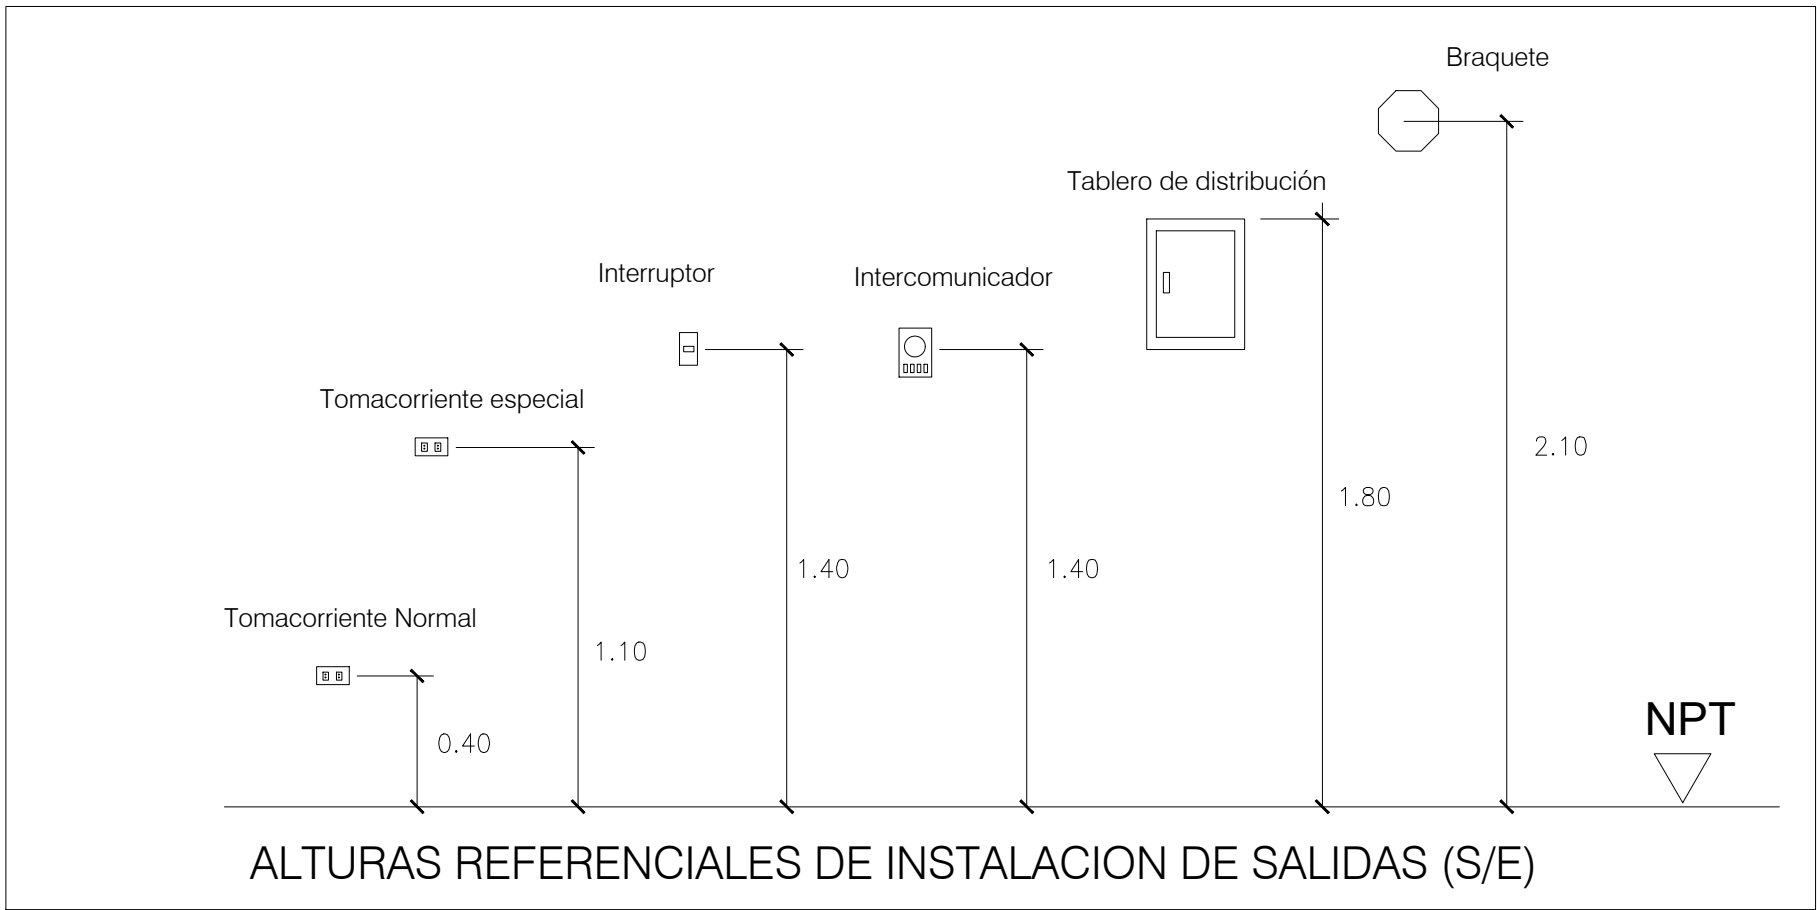 Braquete
Tablero de distribución
Interruptor
Intercomunicador
Tomacorriente especial
2.10
1.80
1.40
1.40
Tomacorriente Normal
1.10
NPT
0.40
ALTURAS REFERENCIALES DE INSTALACION DE SALIDAS (S/E)